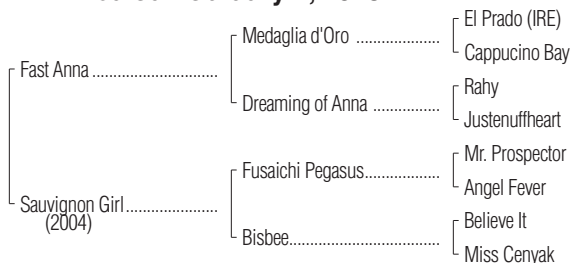 El Prado (IRE)
Medaglia d'Oro ....................
Cappucino Bay
Fast Anna .............................
Rahy
Dreaming of Anna ................
Justenuffheart
Mr. Prospector
Fusaichi Pegasus..................
Angel Fever
Sauvignon Girl .....................
(2004)
Believe It
Bisbee....................................
Miss Cenyak